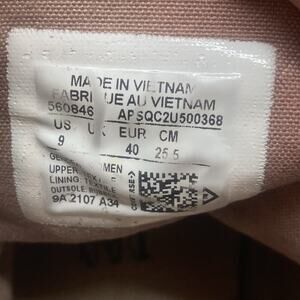 MADE IN VIETNAM
FABRIQUE AU VIETNAM
560846 APSQC2U500368
US UK EUR CM
9 40 25.5
UPPER:
LINING:
OUTSOLE:
9A 2107 A34
CONVERSE